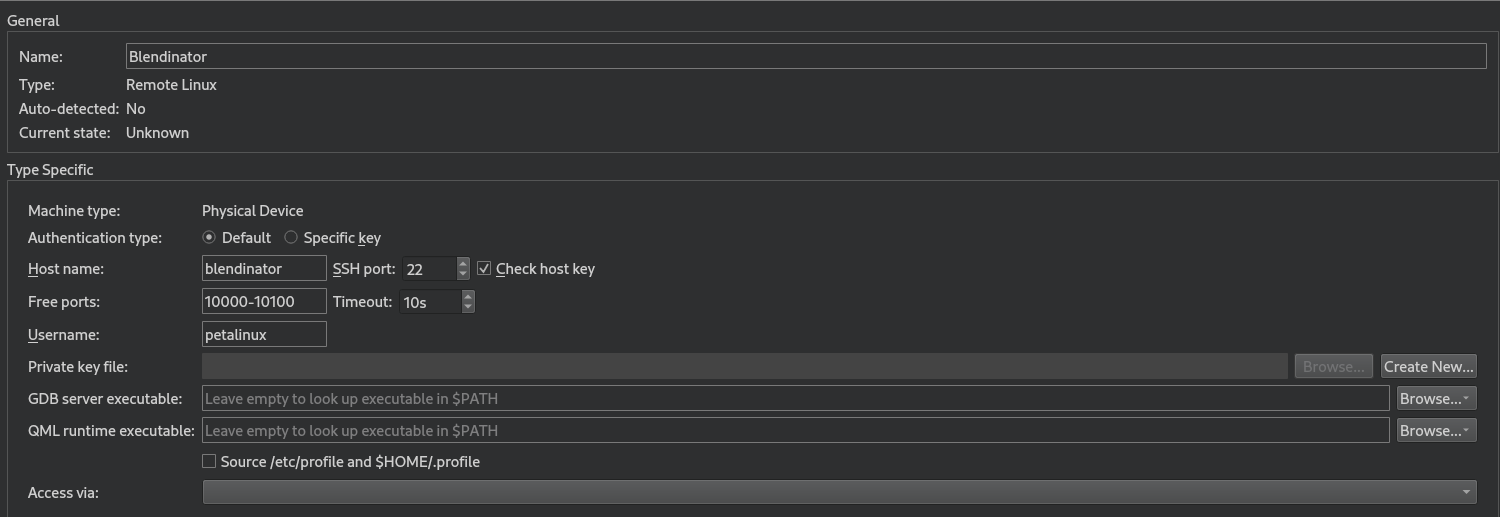 General
Name: Blendinator
Type: Remote Linux
Auto-detected: No
Current state: Unknown
Type Specific
Machine type: Physical Device
Authentication type: Default Specific key
Host name: blendinator SSH port: 22 Check host key
Free ports: 10000-10100 Timeout: 10s
Username: petalinux
Private key file: Browse... Create New...
GDB server executable: Leave empty to look up executable in $PATH Browse...
QML runtime executable: Leave empty to look up executable in $PATH Browse...
Source /etc/profile and $HOME/.profile
Access via: